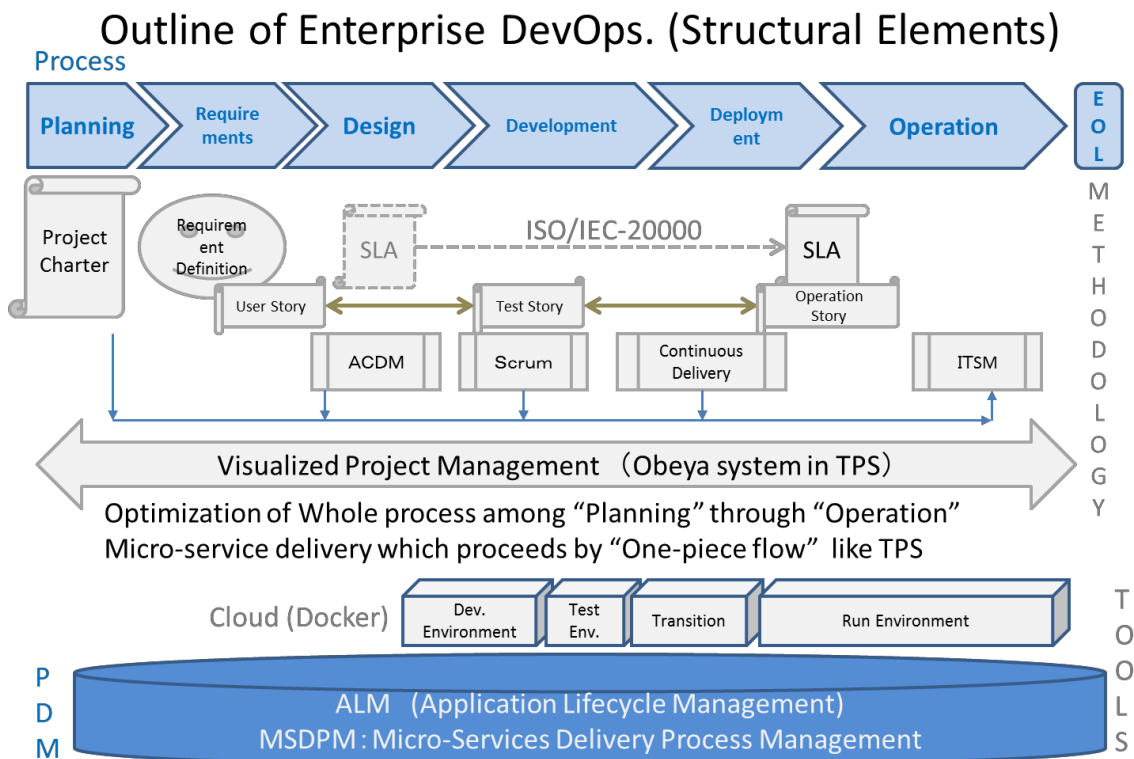 Outline of Enterprise DevOps. (Structural Elements)
Process
Planning
Require
ments
Design
Development
Deploym
ent
Operation
EOL
METHODOLOGY
Project
Charter
Requirem
ent
Definition
SLA
ISO/IEC-20000
SLA
User Story
Test Story
Operation
Story
ACDM
Scrum
Continuous
Delivery
ITSM
Visualized Project Management （Obeya system in TPS）
Optimization of Whole process among “Planning” through “Operation”
Micro-service delivery which proceeds by “One-piece flow” like TPS
Cloud (Docker)
Dev.
Environment
Test
Env.
Transition
Run Environment
TOOLS
PDM
ALM （Application Lifecycle Management)
MSDPM : Micro-Services Delivery Process Management